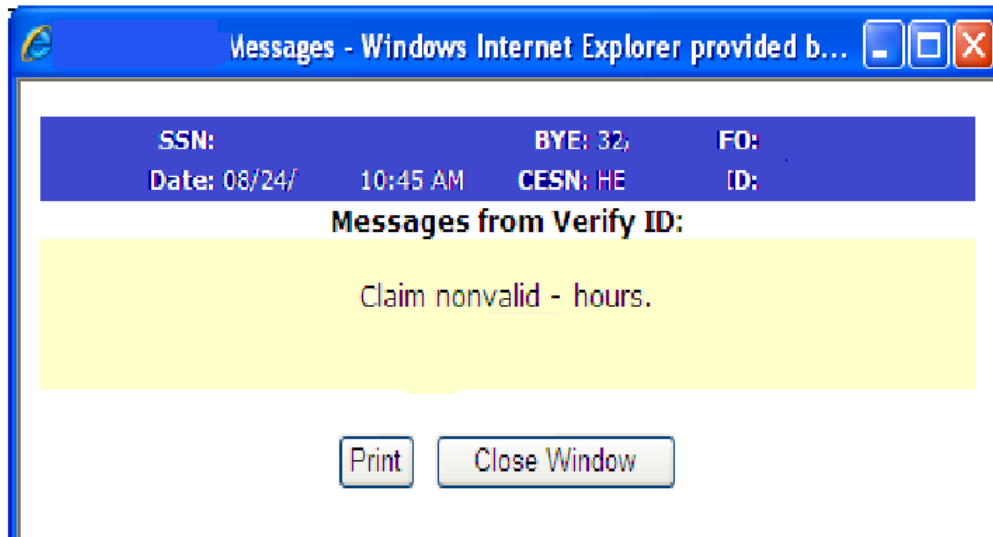 Messages - Windows Internet Explorer provided b...
SSN: BYE: 32, FO:
Date: 08/24/ 10:45 AM CESN: HE ID:
Messages from Verify ID:
Claim nonvalid - hours.
Print Close Window